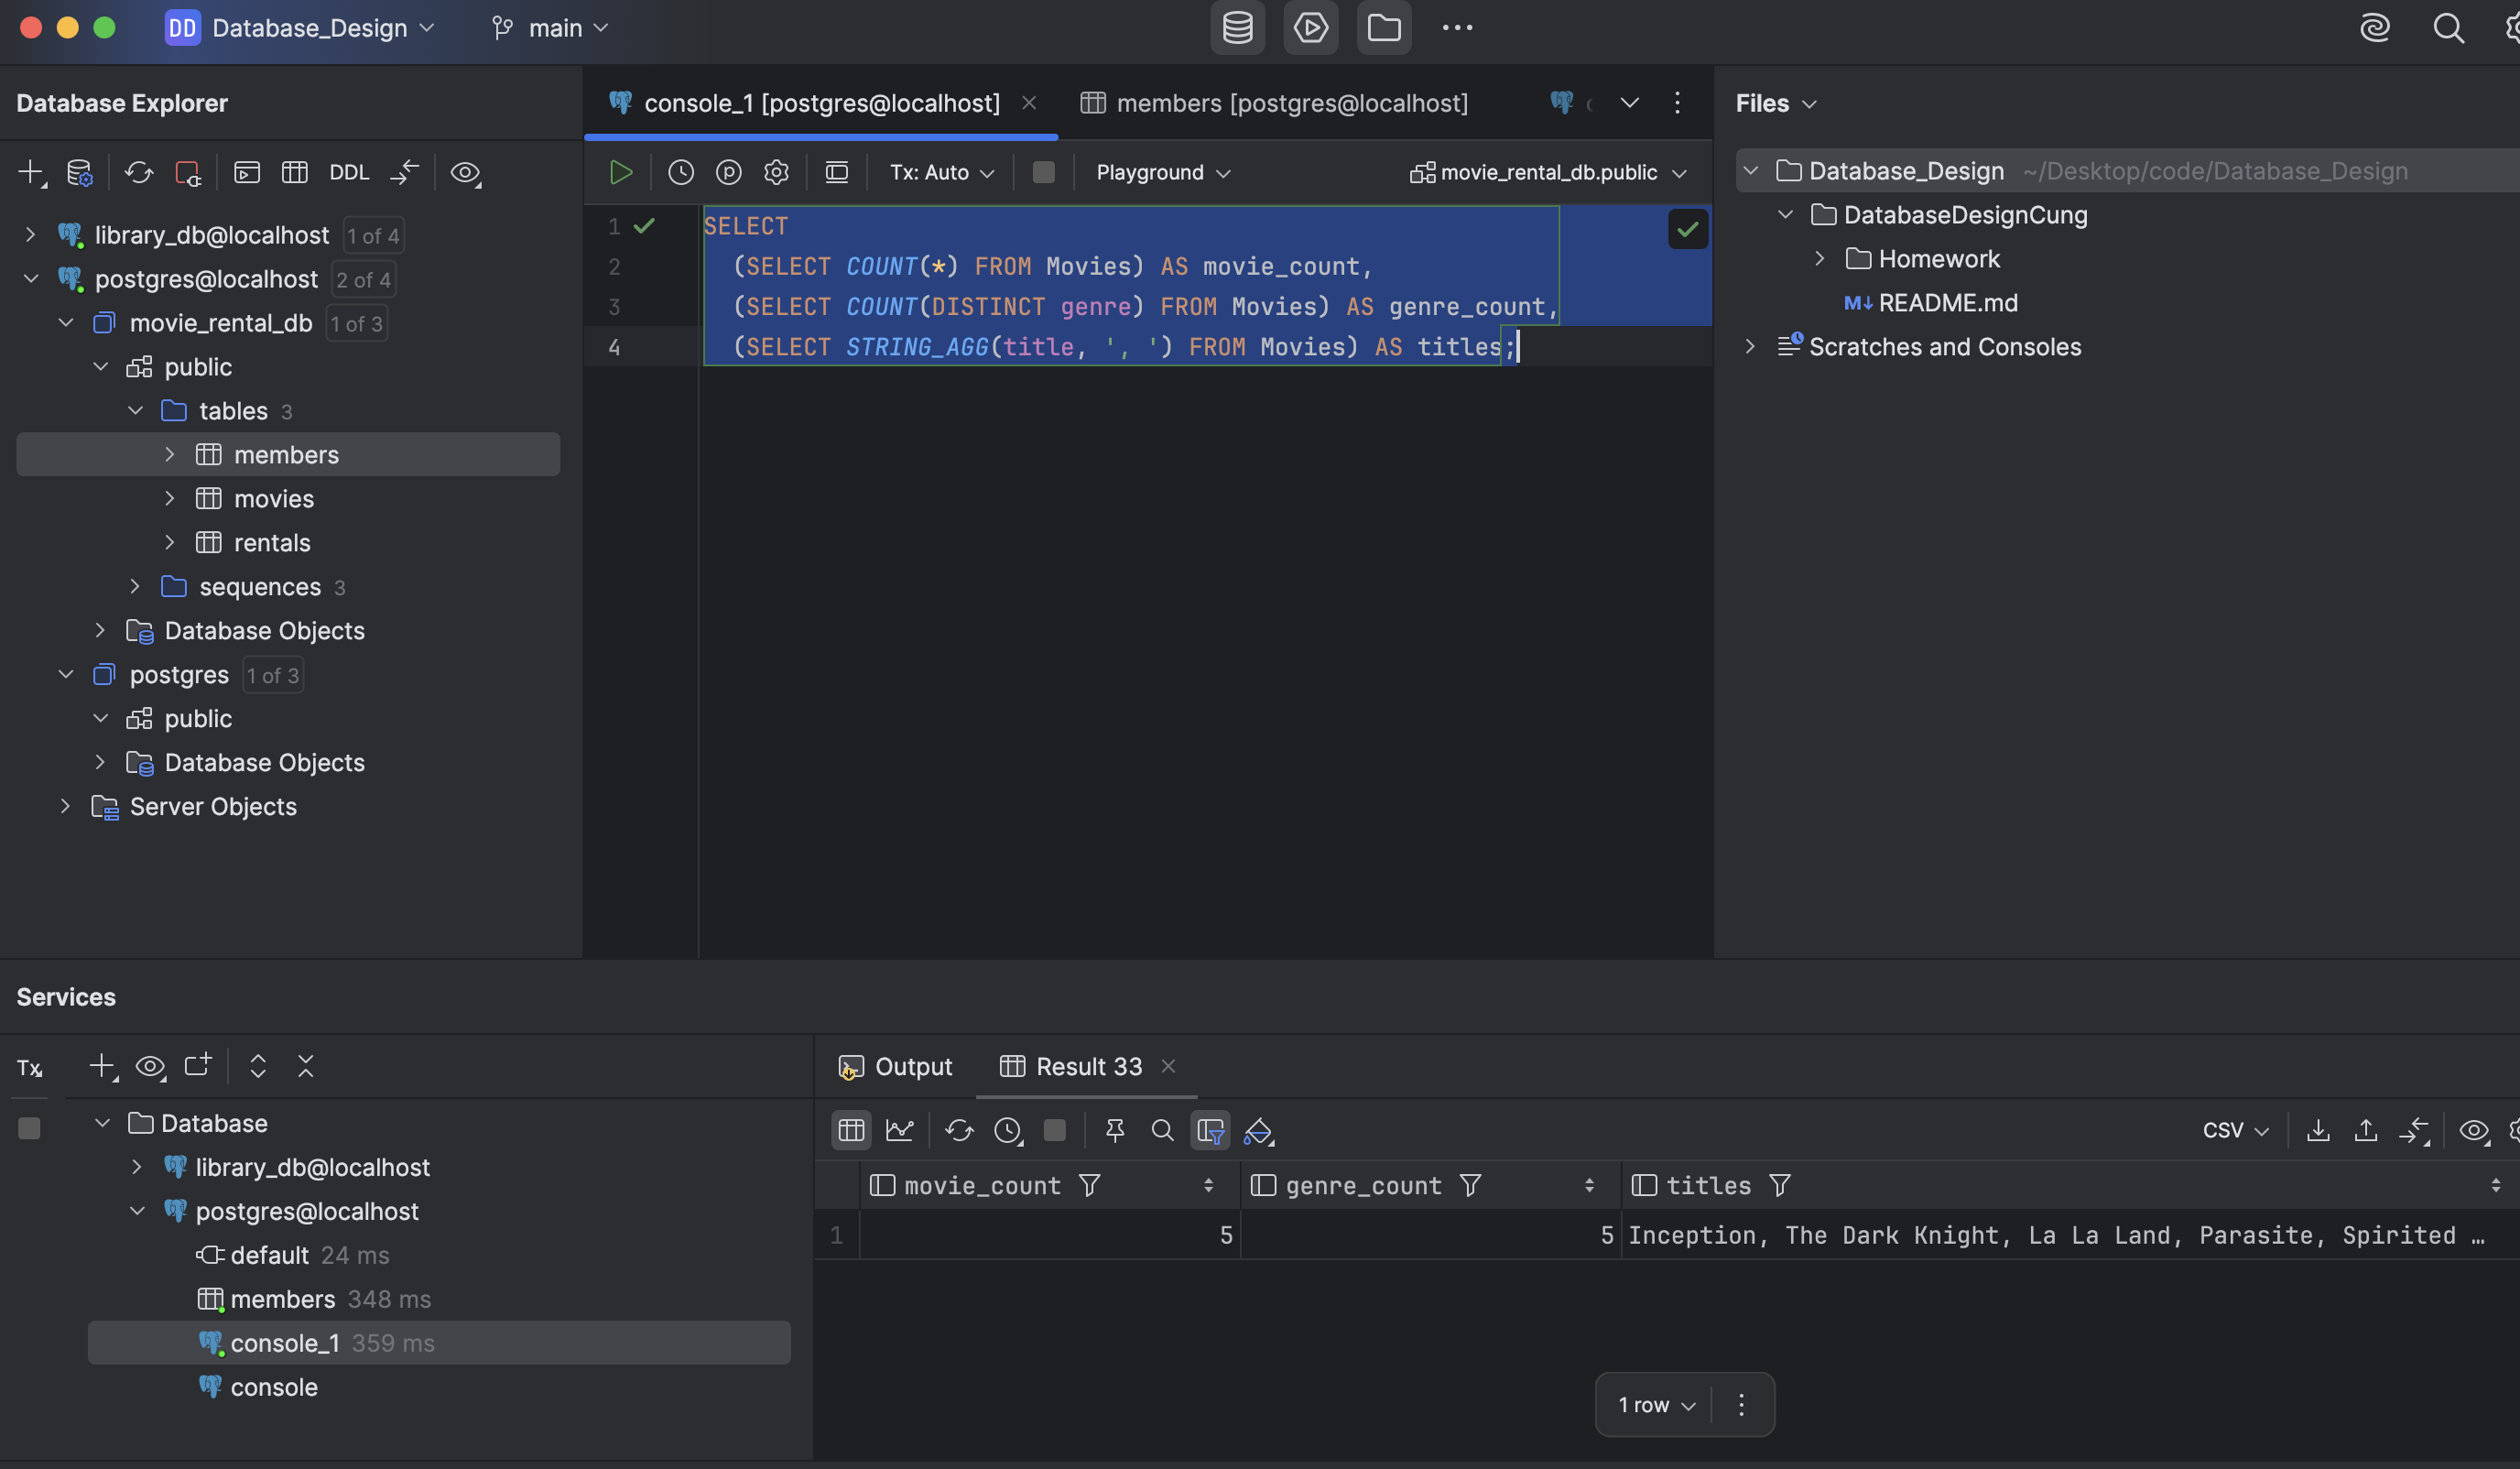 DD Database_Design main
Database Explorer
DDL
library_db@localhost 1 of 4
postgres@localhost 2 of 4
movie_rental_db 1 of 3
public
tables 3
members
movies
rentals
sequences 3
Database Objects
postgres 1 of 3
public
Database Objects
Server Objects
console_1 [postgres@localhost]
members [postgres@localhost]
Tx: Auto Playground movie_rental_db.public
1 SELECT
2 (SELECT COUNT(*) FROM Movies) AS movie_count,
3 (SELECT COUNT(DISTINCT genre) FROM Movies) AS genre_count,
4 (SELECT STRING_AGG(title, ', ') FROM Movies) AS titles;
Files
Database_Design ~/Desktop/code/Database_Design
DatabaseDesignCung
Homework
M↓ README.md
Scratches and Consoles
Services
Tx
Database
library_db@localhost
postgres@localhost
default 24 ms
members 348 ms
console_1 359 ms
console
Output Result 33
CSV
movie_count genre_count titles
1 5 5 Inception, The Dark Knight, La La Land, Parasite, Spirited …
1 row